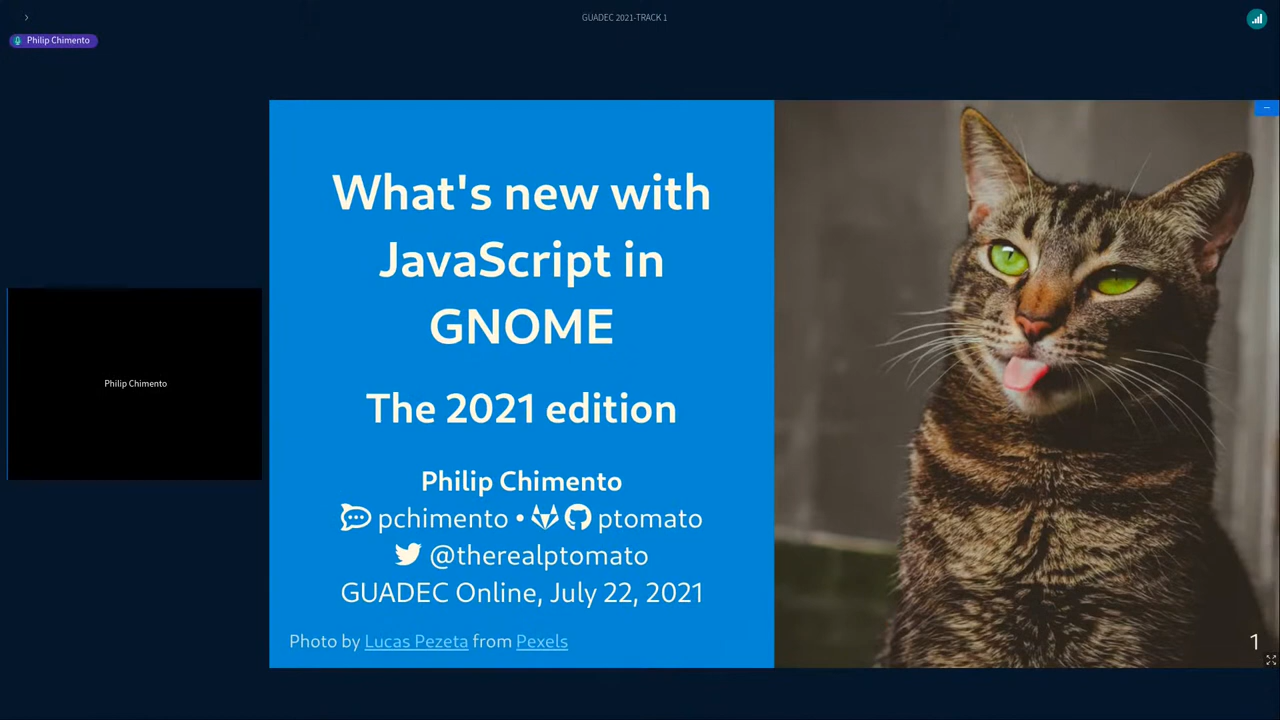 GUADEC 2021-TRACK 1
Philip Chimento
Philip Chimento
What's new with
JavaScript in
GNOME
The 2021 edition
Philip Chimento
pchimento • ptomato
@therealptomato
GUADEC Online, July 22, 2021
Photo by Lucas Pezeta from Pexels
1